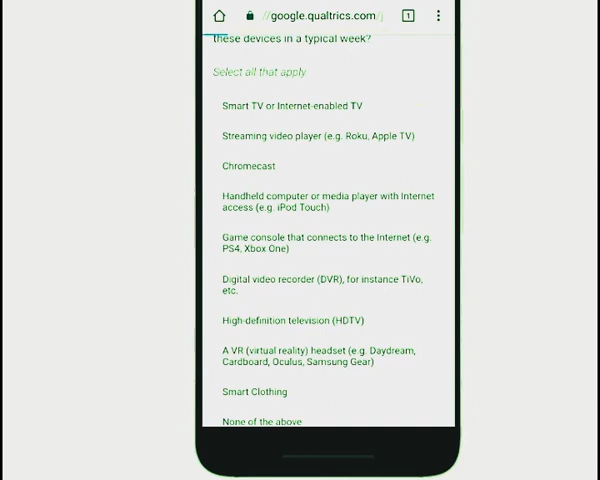 //google.qualtrics.com/j
1
these devices in a typical week?
Select all that apply
Smart TV or Internet-enabled TV
Streaming video player (e.g. Roku, Apple TV)
Chromecast
Handheld computer or media player with Internet
access (e.g. iPod Touch)
Game console that connects to the Internet (e.g.
PS4, Xbox One)
Digital video recorder (DVR), for instance TiVo,
etc.
High-definition television (HDTV)
A VR (virtual reality) headset (e.g. Daydream,
Cardboard, Oculus, Samsung Gear)
Smart Clothing
None of the above